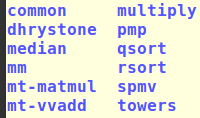 common multiply
dhrystone pmp
median qsort
mm rsort
mt-matmul spmv
mt-vvadd towers